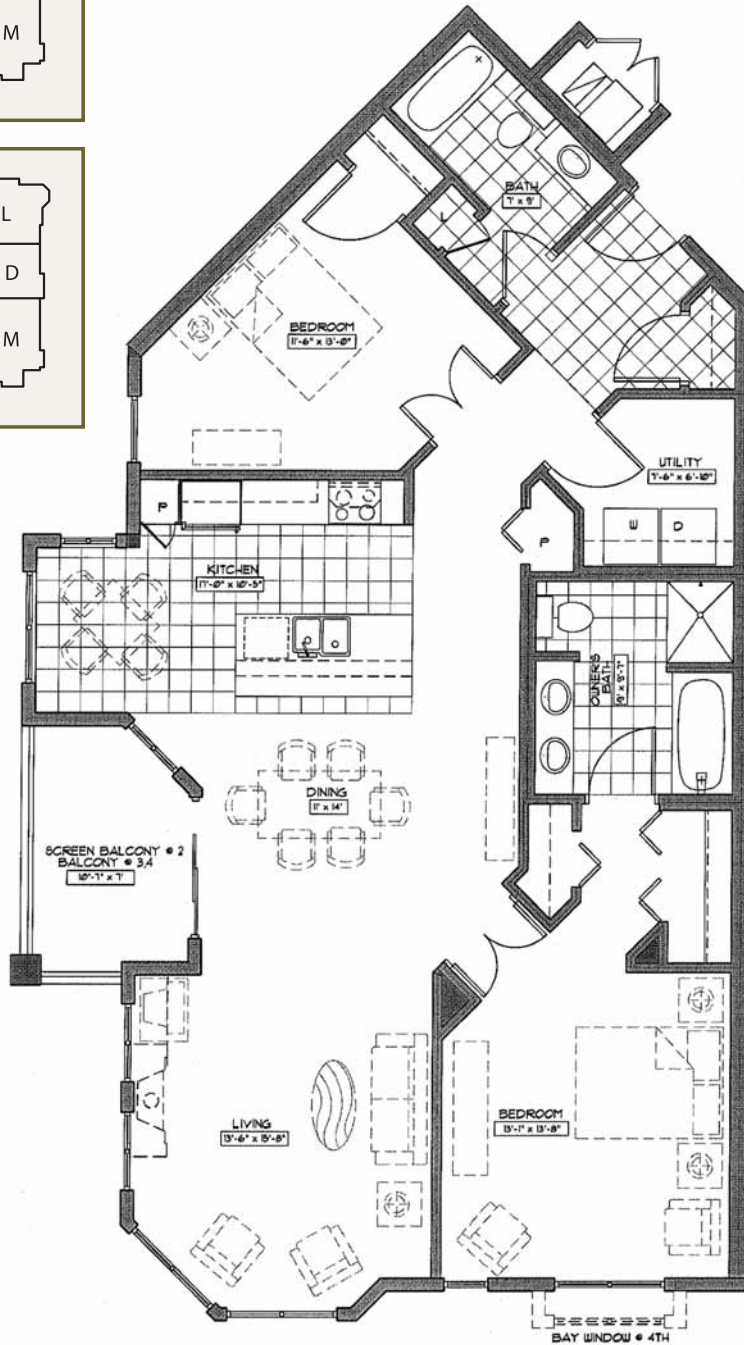 M
L
D
M
BATH
7' x 9'
L
BEDROOM
11'-6" x 13'-0"
UTILITY
7'-6" x 6'-10"
W D
P
P
KITCHEN
17'-0" x 10'-5"
OWNER'S
BATH
9' x 9'-7"
DINING
11' x 14'
SCREEN BALCONY @ 2
BALCONY @ 3,4
10'-7" x 7'
LIVING
13'-6" x 15'-8"
BEDROOM
13'-1" x 13'-8"
BAY WINDOW @ 4TH